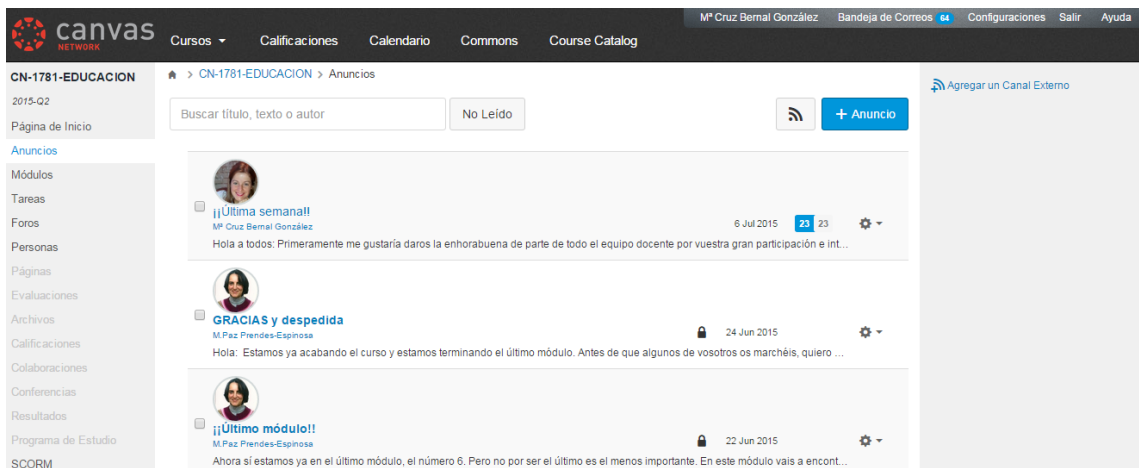 Mª Cruz Bernal González Bandeja de Correos 64 Configuraciones Salir Ayuda
canvas
NETWORK
Cursos Calificaciones Calendario Commons Course Catalog
CN-1781-EDUCACION
2015-Q2
Página de Inicio
Anuncios
Módulos
Tareas
Foros
Personas
Páginas
Evaluaciones
Archivos
Calificaciones
Colaboraciones
Conferencias
Resultados
Programa de Estudio
SCORM
> CN-1781-EDUCACION > Anuncios
Buscar título, texto o autor No Leído + Anuncio
¡¡Última semana!!
Mª Cruz Bernal González 6 Jul 2015 23 23
Hola a todos: Primeramente me gustaría daros la enhorabuena de parte de todo el equipo docente por vuestra gran participación e int...
GRACIAS y despedida
M.Paz Prendes-Espinosa 24 Jun 2015
Hola: Estamos ya acabando el curso y estamos terminando el último módulo. Antes de que algunos de vosotros os marchéis, quiero ...
¡¡Último módulo!!
M.Paz Prendes-Espinosa 22 Jun 2015
Ahora sí estamos ya en el último módulo, el número 6. Pero no por ser el último es el menos importante. En este módulo vais a encont...
Agregar un Canal Externo